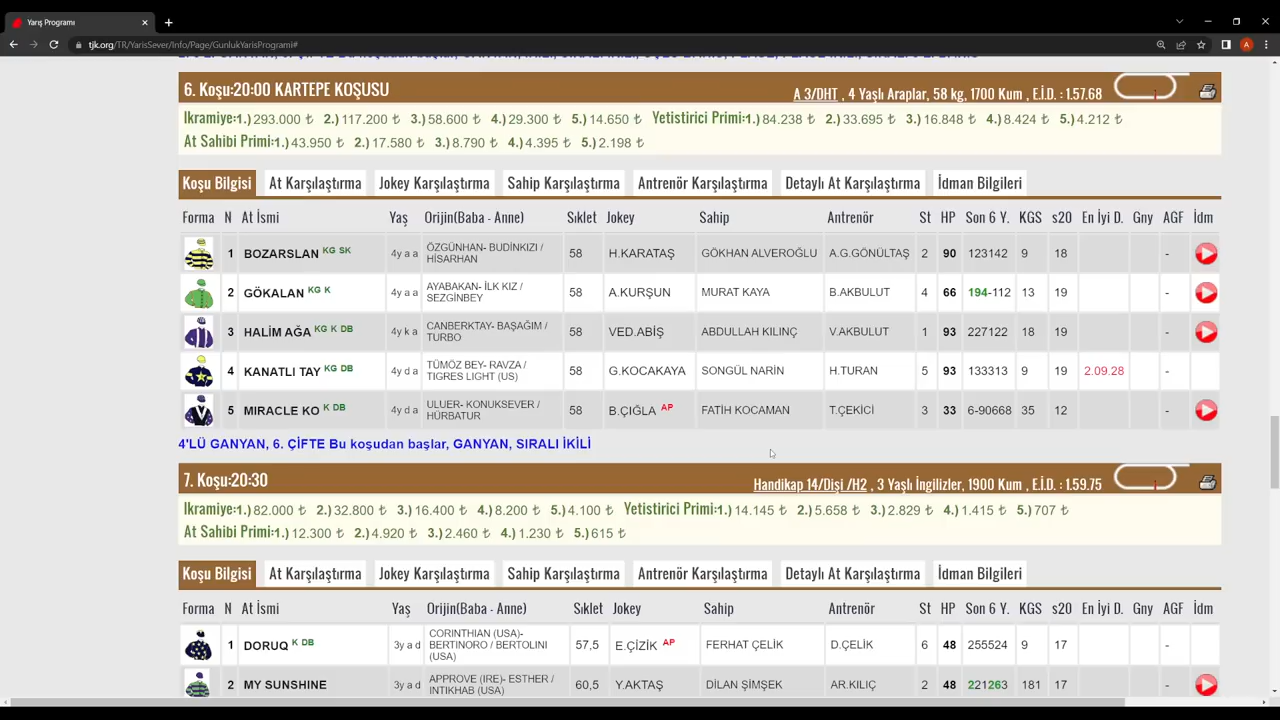 Yarış Programı
tjk.org/TR/YarisSever/Info/Page/GunlukYarisProgrami#
A
6. Koşu:20:00 KARTEPE KOŞUSU
A 3/DHT , 4 Yaşlı Araplar, 58 kg, 1700 Kum , E.İ.D. : 1.57.68
Ikramiye:1.) 293.000 ₺ 2.) 117.200 ₺ 3.) 58.600 ₺ 4.) 29.300 ₺ 5.) 14.650 ₺ Yetistirici Primi:1.) 84.238 ₺ 2.) 33.695 ₺ 3.) 16.848 ₺ 4.) 8.424 ₺ 5.) 4.212 ₺
At Sahibi Primi:1.) 43.950 ₺ 2.) 17.580 ₺ 3.) 8.790 ₺ 4.) 4.395 ₺ 5.) 2.198 ₺
Koşu Bilgisi At Karşılaştırma Jokey Karşılaştırma Sahip Karşılaştırma Antrenör Karşılaştırma Detaylı At Karşılaştırma İdman Bilgileri
Forma N At İsmi Yaş Orijin(Baba - Anne) Sıklet Jokey Sahip Antrenör St HP Son 6 Y. KGS s20 En İyi D. Gny AGF İdm
1 BOZARSLAN KG SK 4y a a ÖZGÜNHAN- BUDİNKIZI / HİSARHAN 58 H.KARATAŞ GÖKHAN ALVEROĞLU A.G.GÖNÜLTAŞ 2 90 123142 9 18 -
2 GÖKALAN KG K 4y a a AYABAKAN- İLK KIZ / SEZGİNBEY 58 A.KURŞUN MURAT KAYA B.AKBULUT 4 66 194-112 13 19 -
3 HALİM AĞA KG K DB 4y k a CANBERKTAY- BAŞAĞIM / TURBO 58 VED.ABİŞ ABDULLAH KILINÇ V.AKBULUT 1 93 227122 18 19 -
4 KANATLI TAY KG DB 4y d a TÜMÖZ BEY- RAVZA / TIGRES LIGHT (US) 58 G.KOCAKAYA SONGÜL NARİN H.TURAN 5 93 133313 9 19 2.09.28 -
5 MIRACLE KO K DB 4y d a ULUER- KONUKSEVER / HÜRBATUR 58 B.ÇIĞLA AP FATİH KOCAMAN T.ÇEKİCİ 3 33 6-90668 35 12 -
4'LÜ GANYAN, 6. ÇİFTE Bu koşudan başlar, GANYAN, SIRALI İKİLİ
7. Koşu:20:30
Handikap 14/Dişi /H2 , 3 Yaşlı İngilizler, 1900 Kum , E.İ.D. : 1.59.75
Ikramiye:1.) 82.000 ₺ 2.) 32.800 ₺ 3.) 16.400 ₺ 4.) 8.200 ₺ 5.) 4.100 ₺ Yetistirici Primi:1.) 14.145 ₺ 2.) 5.658 ₺ 3.) 2.829 ₺ 4.) 1.415 ₺ 5.) 707 ₺
At Sahibi Primi:1.) 12.300 ₺ 2.) 4.920 ₺ 3.) 2.460 ₺ 4.) 1.230 ₺ 5.) 615 ₺
Koşu Bilgisi At Karşılaştırma Jokey Karşılaştırma Sahip Karşılaştırma Antrenör Karşılaştırma Detaylı At Karşılaştırma İdman Bilgileri
Forma N At İsmi Yaş Orijin(Baba - Anne) Sıklet Jokey Sahip Antrenör St HP Son 6 Y. KGS s20 En İyi D. Gny AGF İdm
1 DORUQ K DB 3y a d CORINTHIAN (USA)- BERTINORO / BERTOLINI (USA) 57,5 E.ÇİZİK AP FERHAT ÇELİK D.ÇELİK 6 48 255524 9 17 -
2 MY SUNSHINE 3y a d APPROVE (IRE)- ESTHER / INTIKHAB (USA) 60,5 Y.AKTAŞ DİLAN ŞİMŞEK AR.KILIÇ 2 48 221263 181 17 -